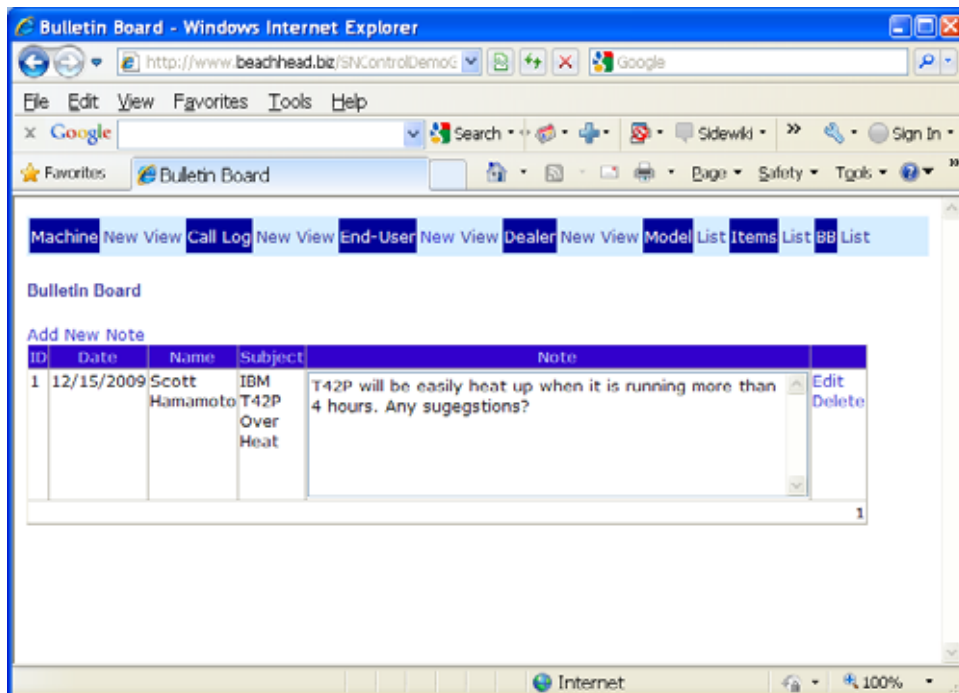 Bulletin Board - Windows Internet Explorer
http://www.beachhead.biz/SNControlDemo
Google
File Edit View Favorites Tools Help
x Google Search Sidewiki » Sign In
Favorites Bulletin Board Page Safety Tools »
Machine New View Call Log New View End-User New View Dealer New View Model List Items List BB List
Bulletin Board
Add New Note
ID Date Name Subject Note
1 12/15/2009 Scott IBM T42P will be easily heat up when it is running more than Edit
Hamamoto T42P 4 hours. Any sugegstions? Delete
Over
Heat
1
Internet 100%